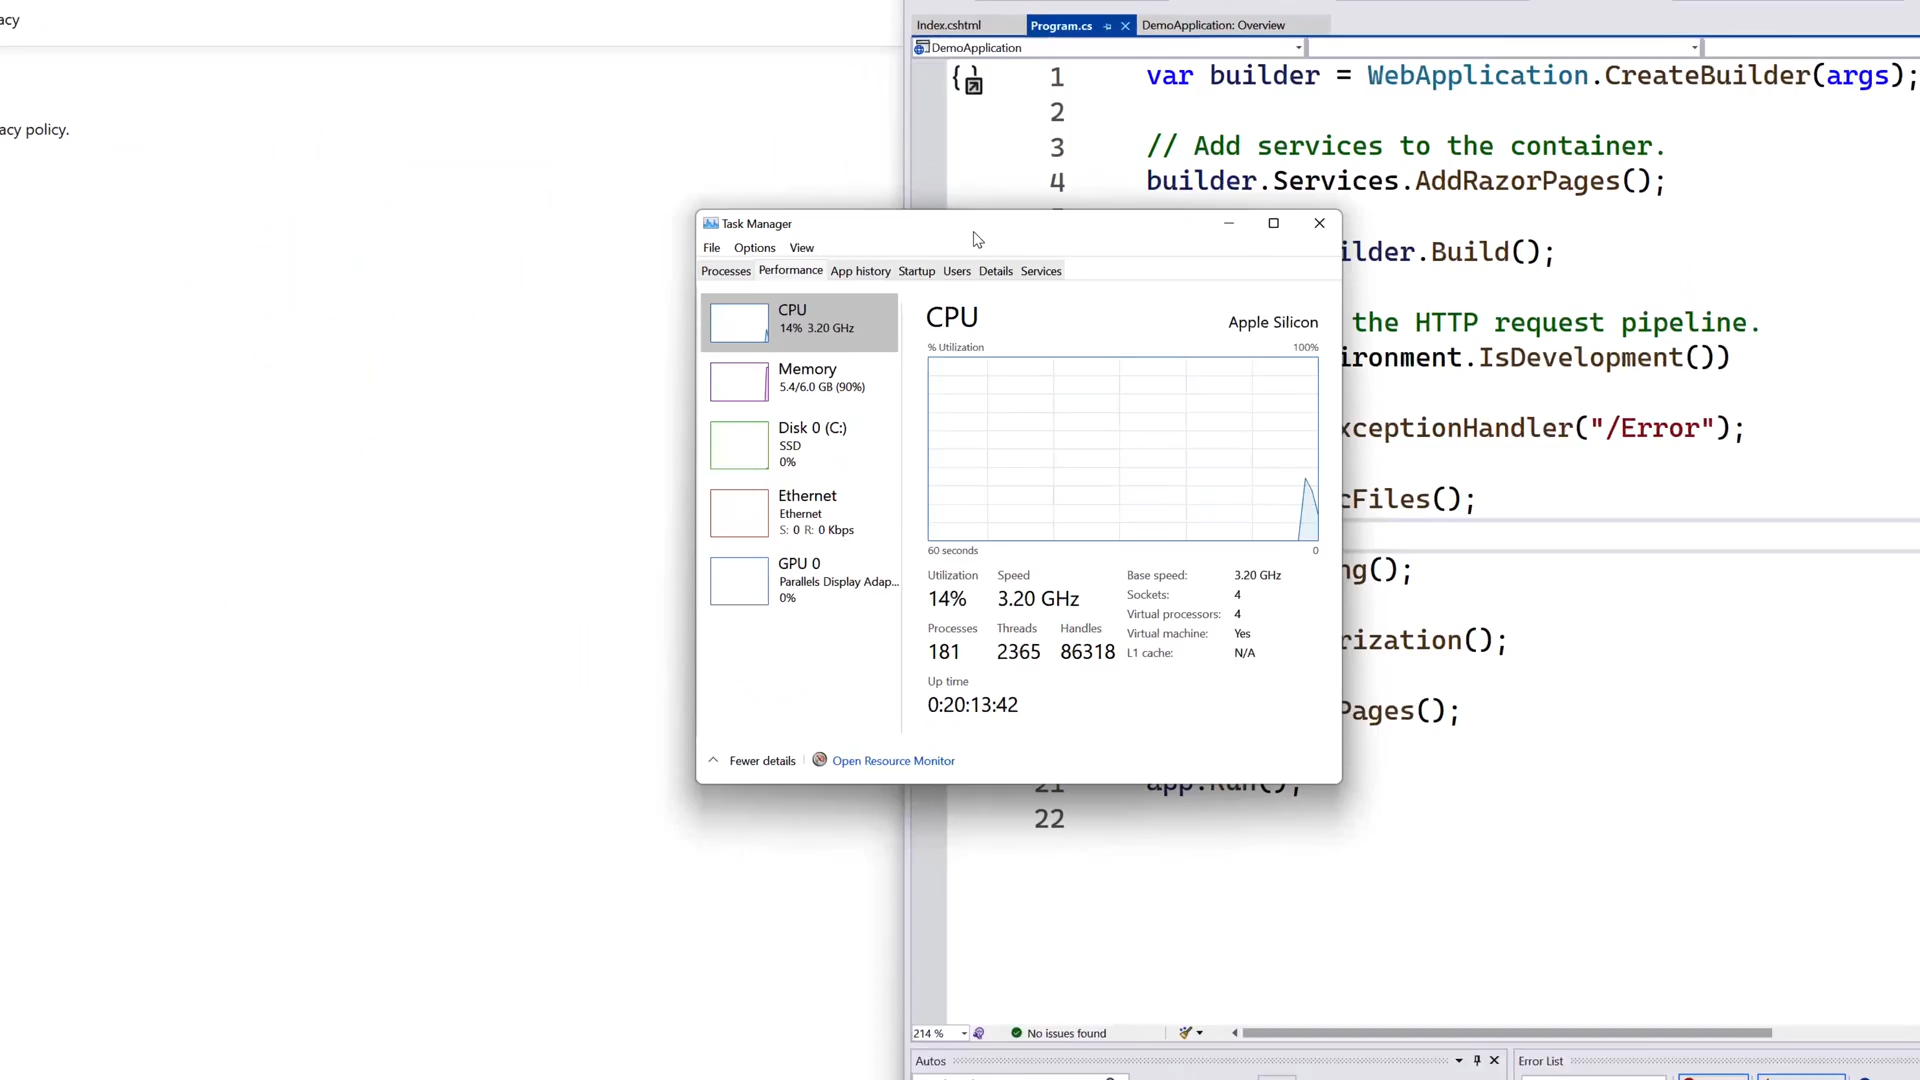 acy
acy policy.
Index.cshtml
Program.cs
DemoApplication: Overview
DemoApplication
1 var builder = WebApplication.CreateBuilder(args);
2
3 // Add services to the container.
4 builder.Services.AddRazorPages();
ilder.Build();
the HTTP request pipeline.
ironment.IsDevelopment())
xceptionHandler("/Error");
cFiles();
ng();
rization();
Pages();
21 app.Run();
22
Task Manager
File Options View
Processes Performance App history Startup Users Details Services
CPU
14% 3.20 GHz
Memory
5.4/6.0 GB (90%)
Disk 0 (C:)
SSD
0%
Ethernet
Ethernet
S: 0 R: 0 Kbps
GPU 0
Parallels Display Adap...
0%
CPU
Apple Silicon
% Utilization 100%
60 seconds 0
Utilization Speed
14% 3.20 GHz
Processes Threads Handles
181 2365 86318
Up time
0:20:13:42
Base speed: 3.20 GHz
Sockets: 4
Virtual processors: 4
Virtual machine: Yes
L1 cache: N/A
Fewer details
Open Resource Monitor
214 %
No issues found
Autos
Error List